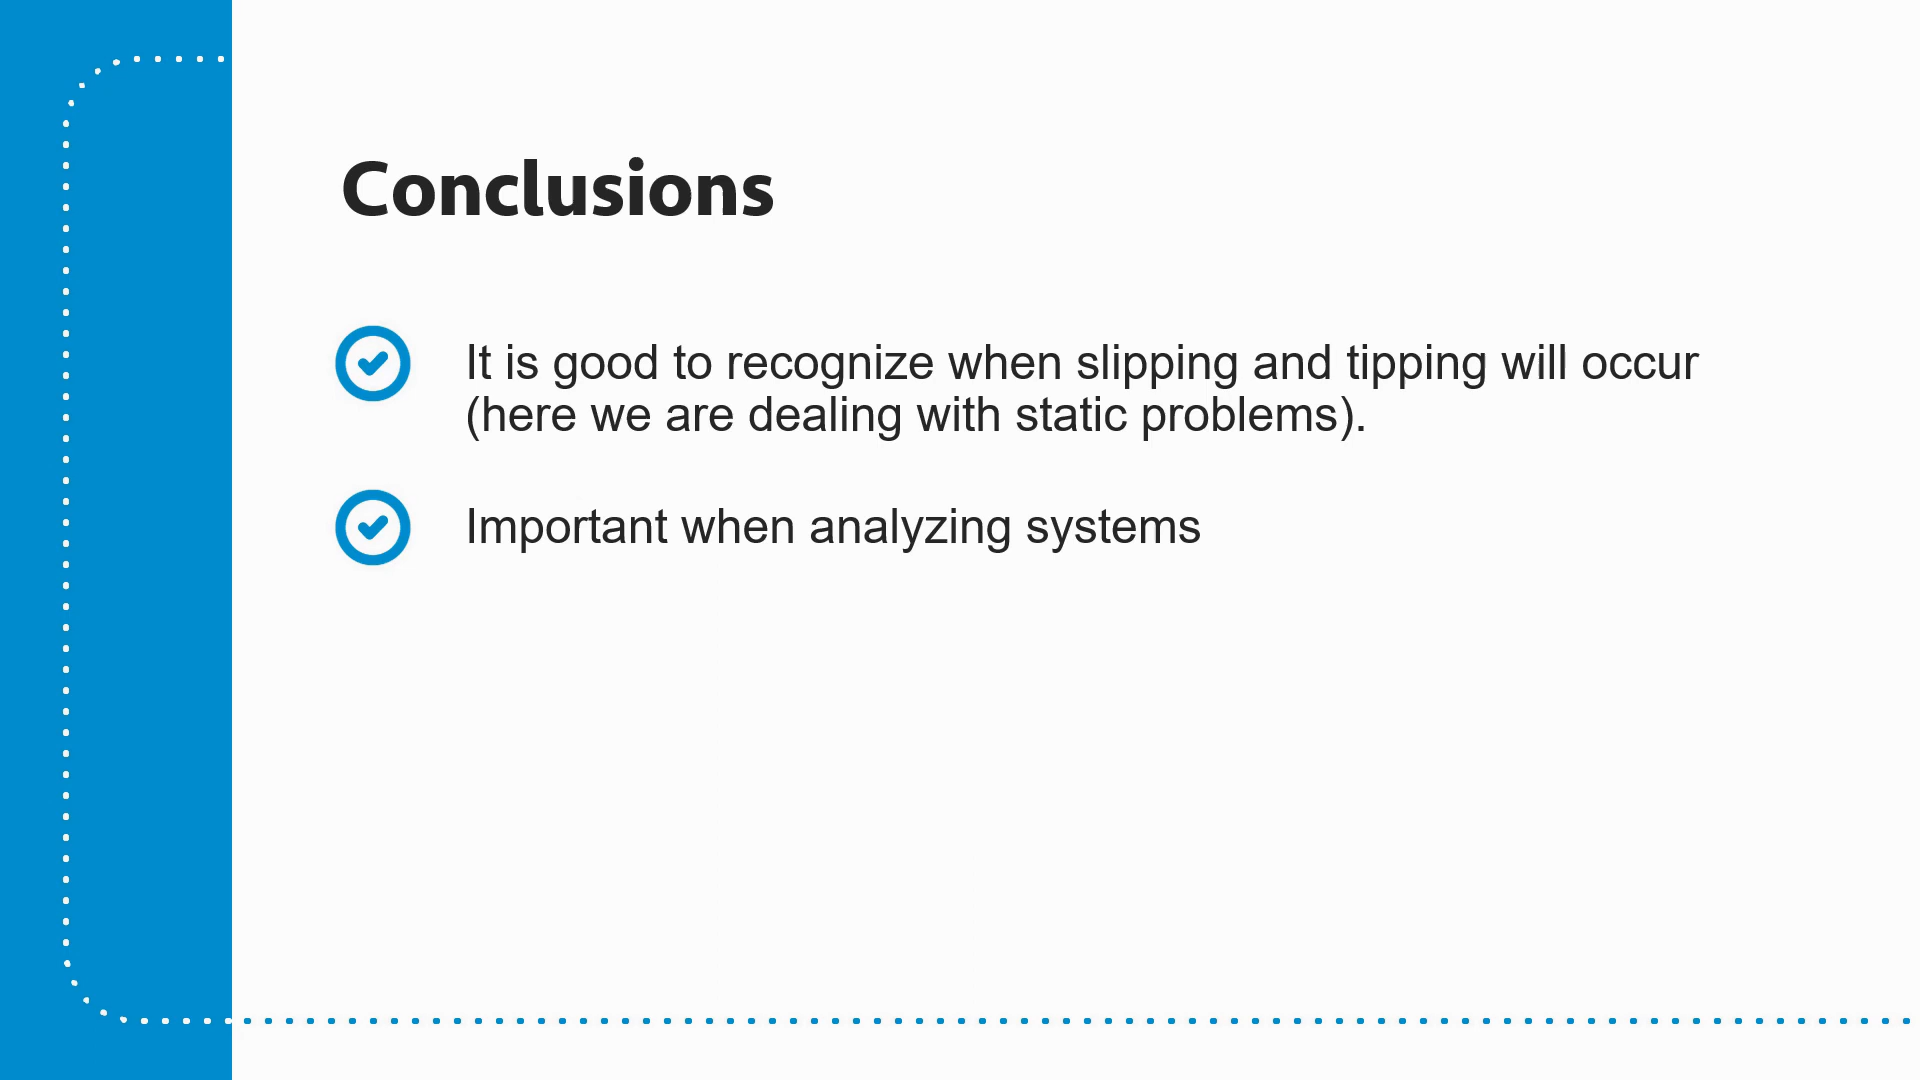 Conclusions
It is good to recognize when slipping and tipping will occur
(here we are dealing with static problems).
Important when analyzing systems